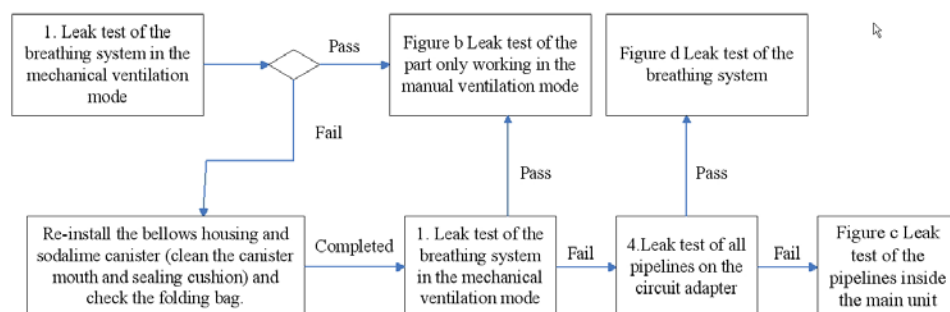 1. Leak test of the
breathing system in the
mechanical ventilation
mode
Pass
Figure b Leak test of the
part only working in the
manual ventilation mode
Figure d Leak test of the
breathing system
Fail
Pass
Pass
Re-install the bellows housing and
sodalime canister (clean the canister
mouth and sealing cushion) and
check the folding bag.
Completed
1. Leak test of the
breathing system
in the mechanical
ventilation mode
Fail
4.Leak test of all
pipelines on the
circuit adapter
Fail
Figure c Leak
test of the
pipelines inside
the main unit